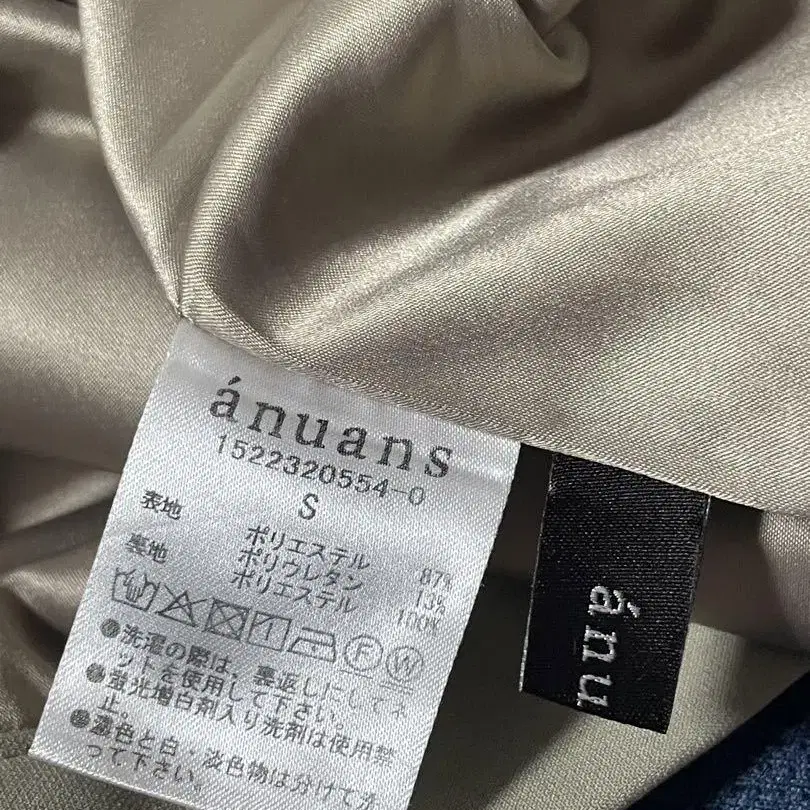 ánuans
1522320554-0
S
表地 ポリエステル 87%
ポリウレタン 13%
裏地 ポリエステル 100%
F W
●洗濯の際は、裏返しにしてネ
ットを使用して下さい。
●蛍光増白剤入り洗剤は使用禁
止。
●濃色と白・淡色物は分けて洗
って下さい。
ánu